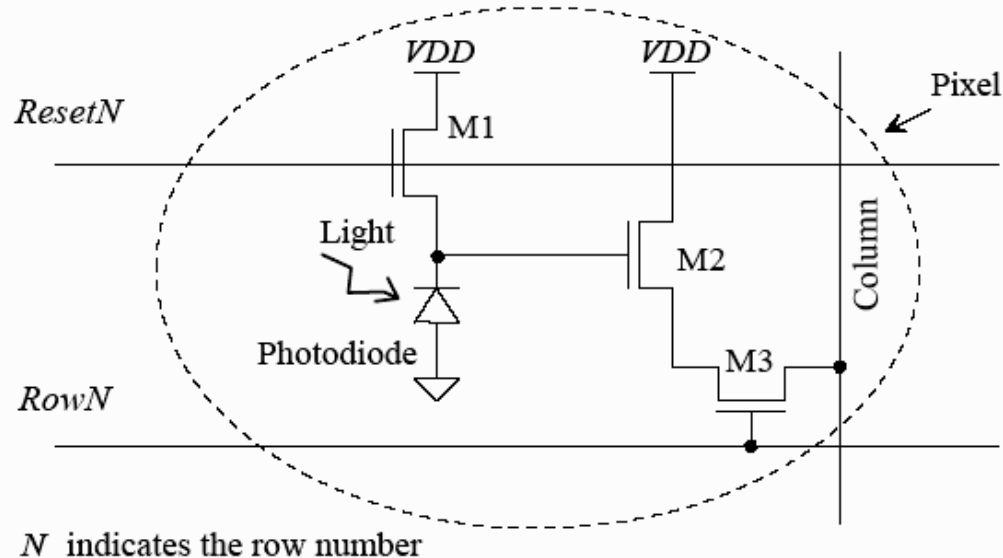 VDD
VDD
Pixel
ResetN
M1
Light
M2
Column
Photodiode
M3
RowN
N indicates the row number